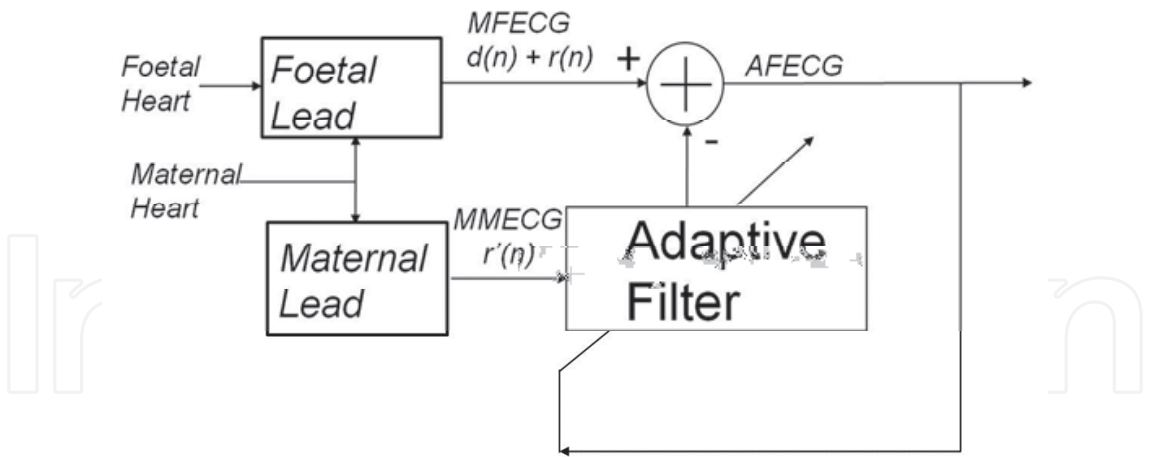 MFECG
d(n) + r(n)
+
AFECG
Foetal
Heart
Foetal
Lead
-
Maternal
Heart
MMECG
r'(n)
Maternal
Lead
Adaptive
Filter